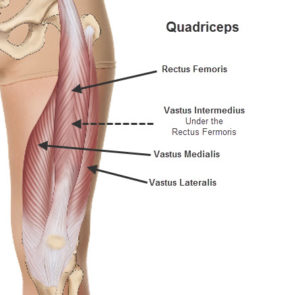 Quadriceps
Rectus Femoris
Vastus Intermedius
Under the
Rectus Fermoris
Vastus Medialis
Vastus Lateralis